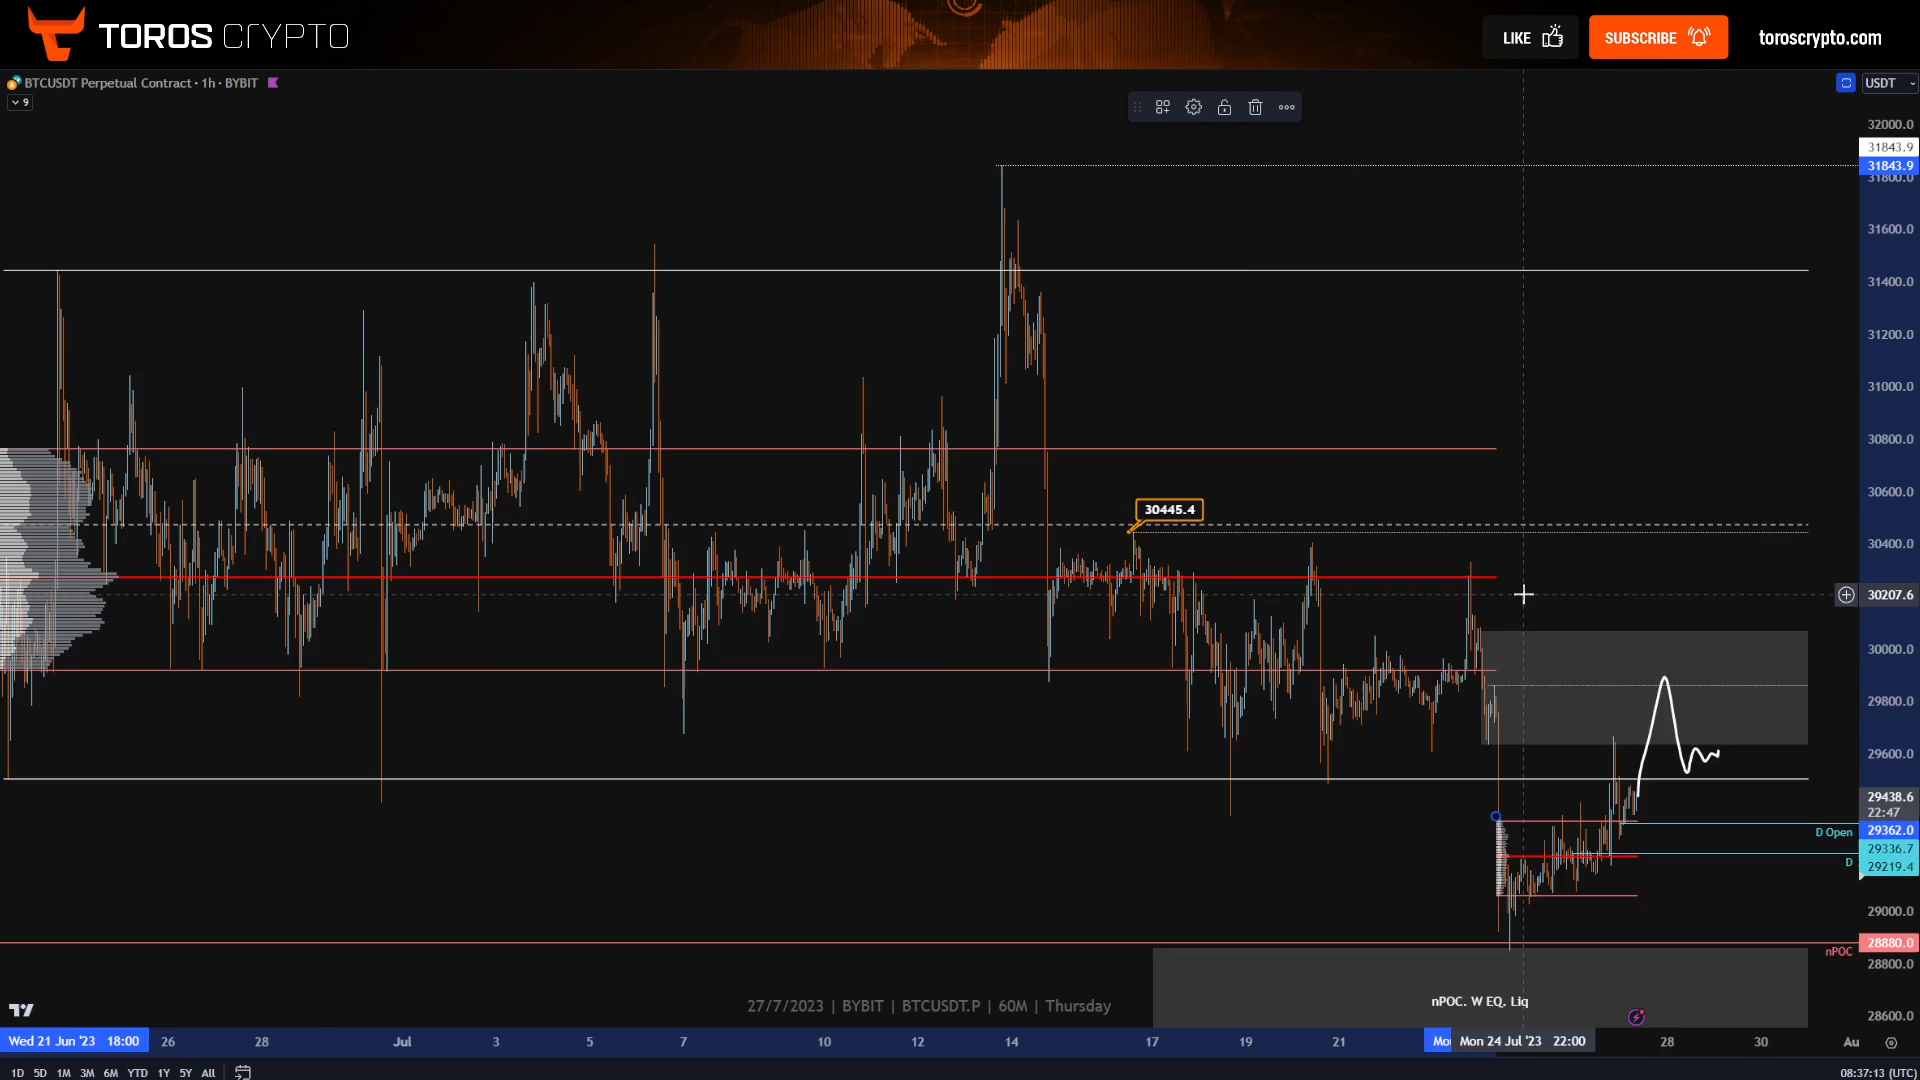 TOROS CRYPTO
LIKE
SUBSCRIBE
toroscrypto.com
BTCUSDT Perpetual Contract · 1h · BYBIT
9
USDT
32000.0
31843.9
31843.9
31800.0
31600.0
31400.0
31200.0
31000.0
30800.0
30600.0
30445.4
30400.0
30207.6
30000.0
29800.0
29600.0
29438.6
22:47
D Open
29362.0
29336.7
D
29219.4
29000.0
28880.0
nPOC
28800.0
nPOC. W EQ. Liq
28600.0
27/7/2023 | BYBIT | BTCUSDT.P | 60M | Thursday
Wed 21 Jun '23 18:00 26 28 Jul 3 5 7 10 12 14 17 19 21 Mo Mon 24 Jul '23 22:00 28 30 Au
1D 5D 1M 3M 6M YTD 1Y 5Y All
08:37:13 (UTC)